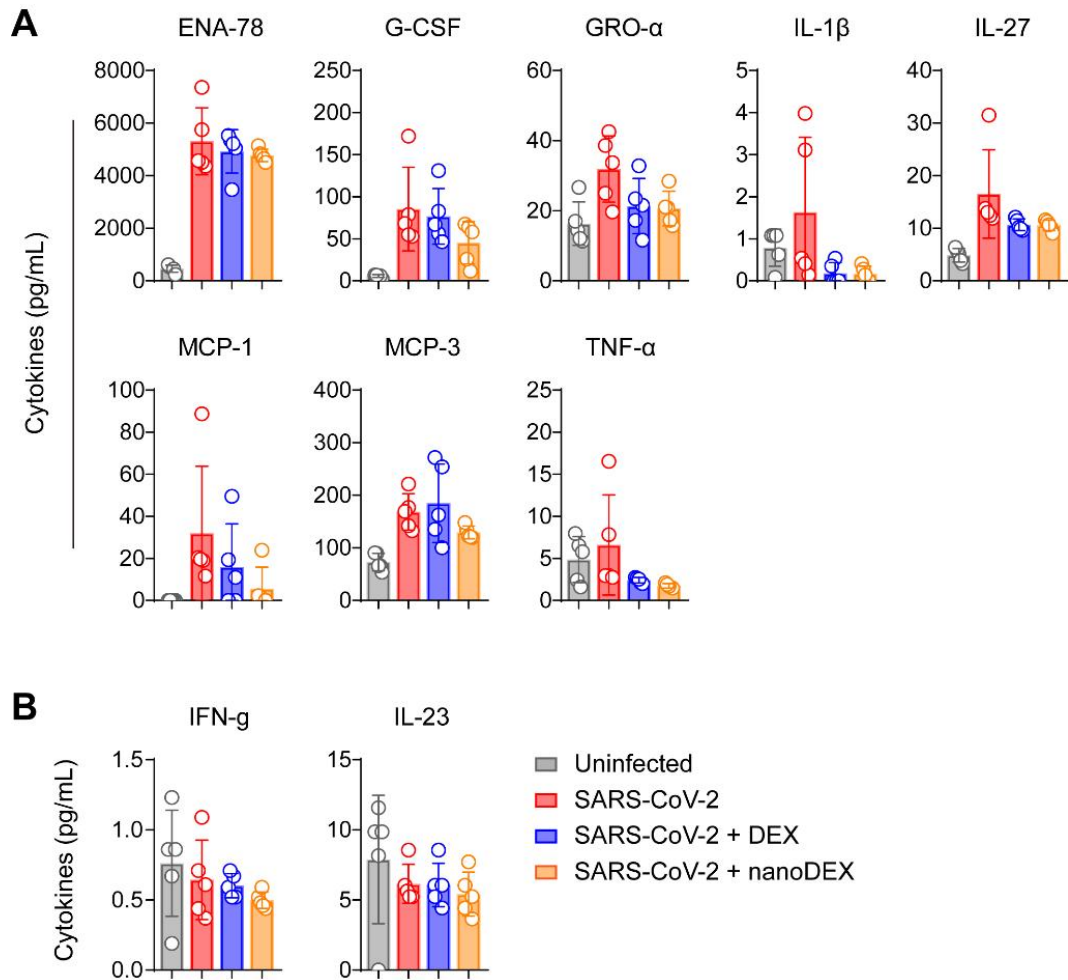 A
ENA-78 G-CSF GRO-α IL-1β IL-27
8000 250 60 5 40
6000 200 4 30
150 40 3
4000 100 2 20
2000 50 20 1 10
0 0 0 0 0
Cytokines (pg/mL)
MCP-1 MCP-3 TNF-α
100 400 25
80 300 20
60 15
40 200 10
20 100 5
0 0 0
B
IFN-g IL-23
Cytokines (pg/mL)
1.5 15
1.0 10
0.5 5
0.0 0
Uninfected
SARS-CoV-2
SARS-CoV-2 + DEX
SARS-CoV-2 + nanoDEX